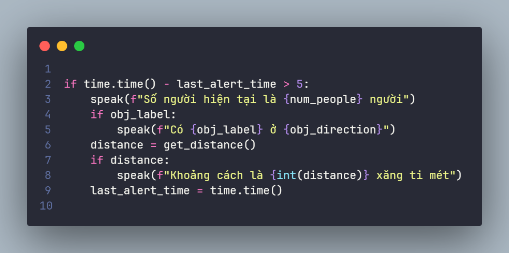 1
2 if time.time() - last_alert_time > 5:
3     speak(f"Số người hiện tại là {num_people} người")
4     if obj_label:
5         speak(f"Có {obj_label} ở {obj_direction}")
6     distance = get_distance()
7     if distance:
8         speak(f"Khoảng cách là {int(distance)} xăng ti mét")
9     last_alert_time = time.time()
10